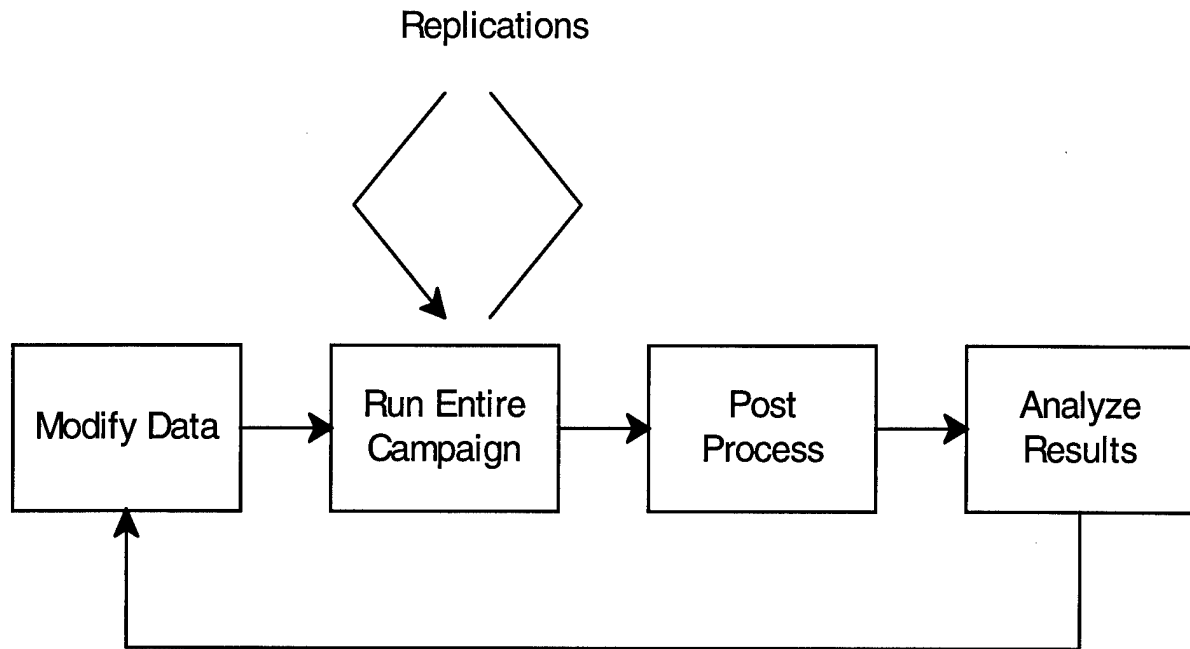 Replications
Modify Data
Run Entire
Campaign
Post
Process
Analyze
Results